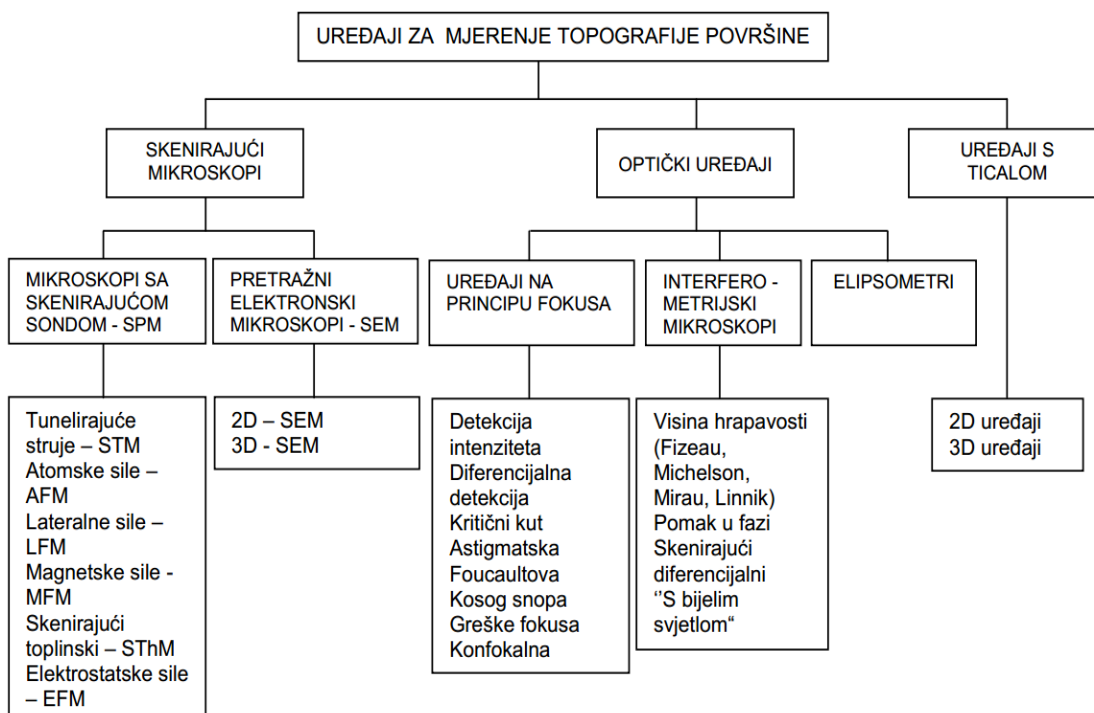 UREĐAJI ZA MJERENJE TOPOGRAFIJE POVRŠINE
SKENIRAJUĆI
MIKROSKOPI
OPTIČKI UREĐAJI
UREĐAJI S
TICALOM
MIKROSKOPI SA
SKENIRAJUĆOM
SONDOM - SPM
PRETRAŽNI
ELEKTRONSKI
MIKROSKOPI - SEM
UREĐAJI NA
PRINCIPU FOKUSA
INTERFERO -
METRIJSKI
MIKROSKOPI
ELIPSOMETRI
Tunelirajuće
struje – STM
Atomske sile –
AFM
Lateralne sile –
LFM
Magnetske sile -
MFM
Skenirajući
toplinski – SThM
Elektrostatske sile
– EFM
2D – SEM
3D - SEM
Detekcija
intenziteta
Diferencijalna
detekcija
Kritični kut
Astigmatska
Foucaultova
Kosog snopa
Greške fokusa
Konfokalna
Visina hrapavosti
(Fizeau,
Michelson,
Mirau, Linnik)
Pomak u fazi
Skenirajući
diferencijalni
‘’S bijelim
svjetlom“
2D uređaji
3D uređaji